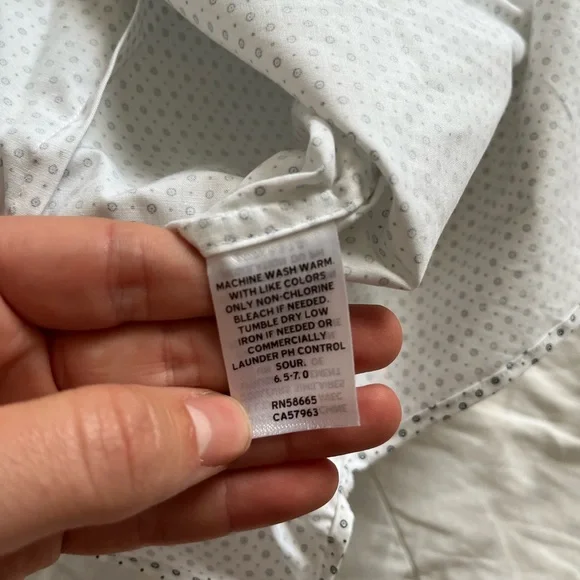 MACHINE WASH WARM.
WITH LIKE COLORS
ONLY NON-CHLORINE
BLEACH IF NEEDED.
TUMBLE DRY LOW
IRON IF NEEDED OR
COMMERCIALLY
LAUNDER PH CONTROL
SOUR.
6.5-7.0
RN58665
CA57963